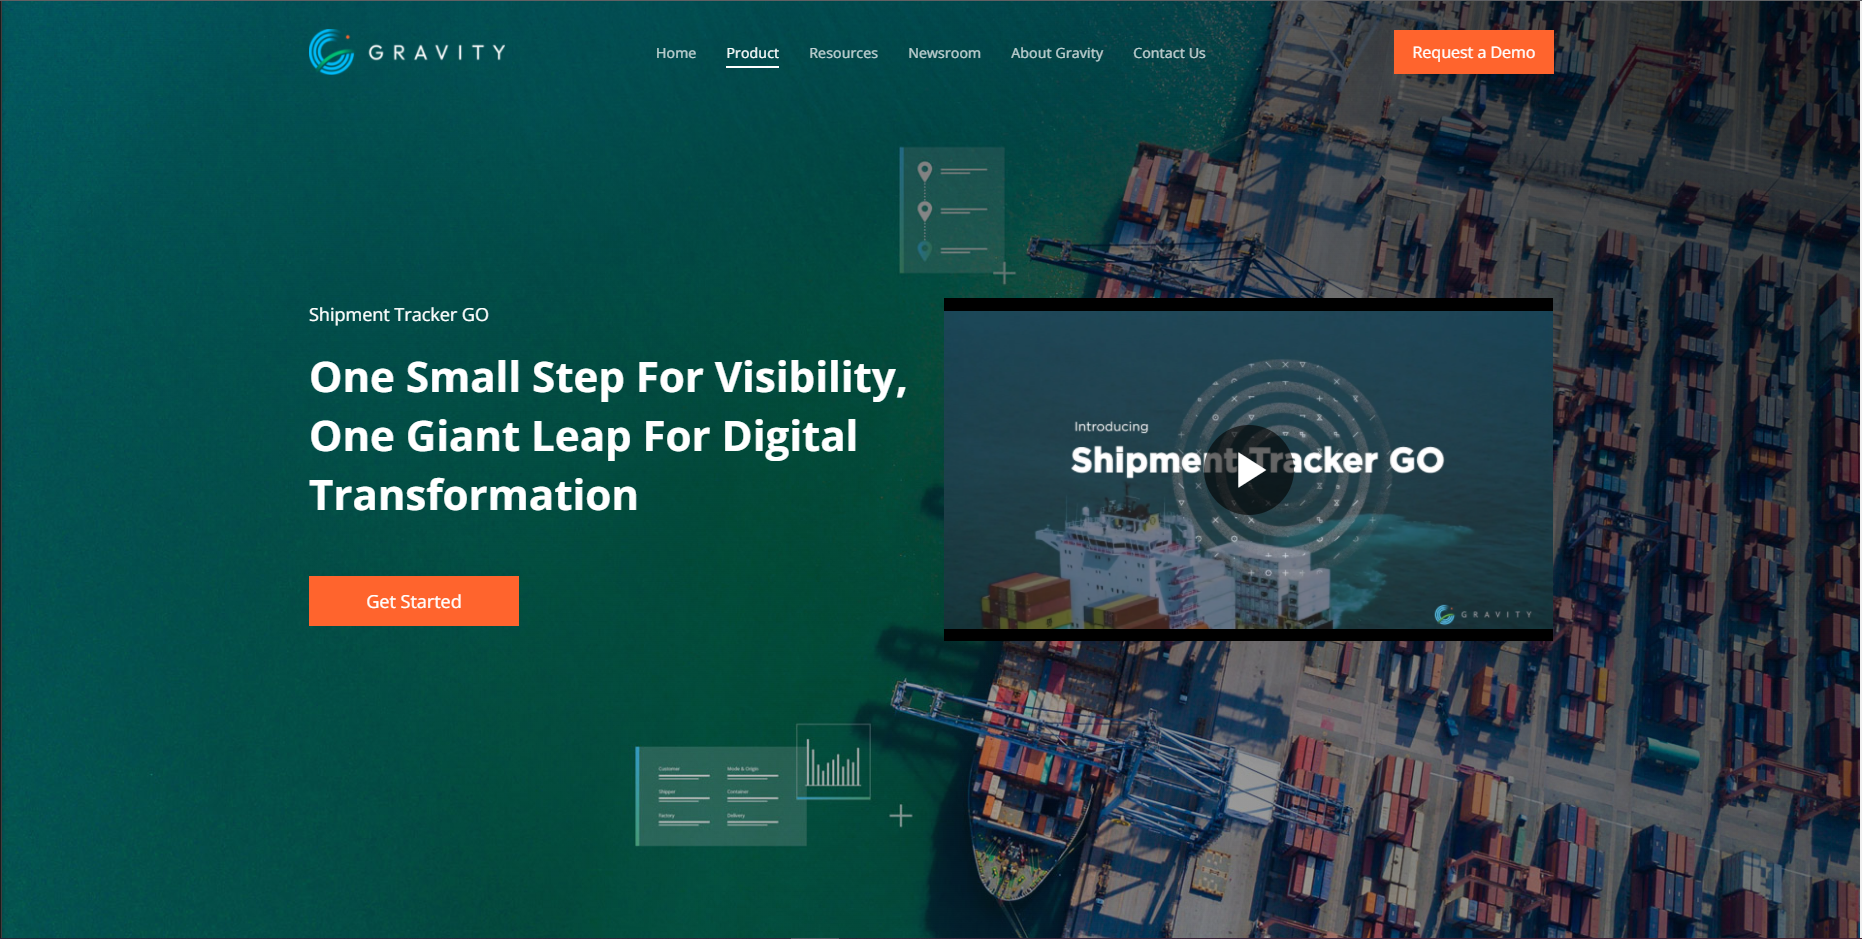 GRAVITY
Home
Product
Resources
Newsroom
About Gravity
Contact Us
Request a Demo
Shipment Tracker GO
One Small Step For Visibility,
One Giant Leap For Digital
Transformation
Get Started
Introducing
Shipment Tracker GO
GRAVITY
Customer
Mode & Origin
Shipper
Container
Factory
Delivery